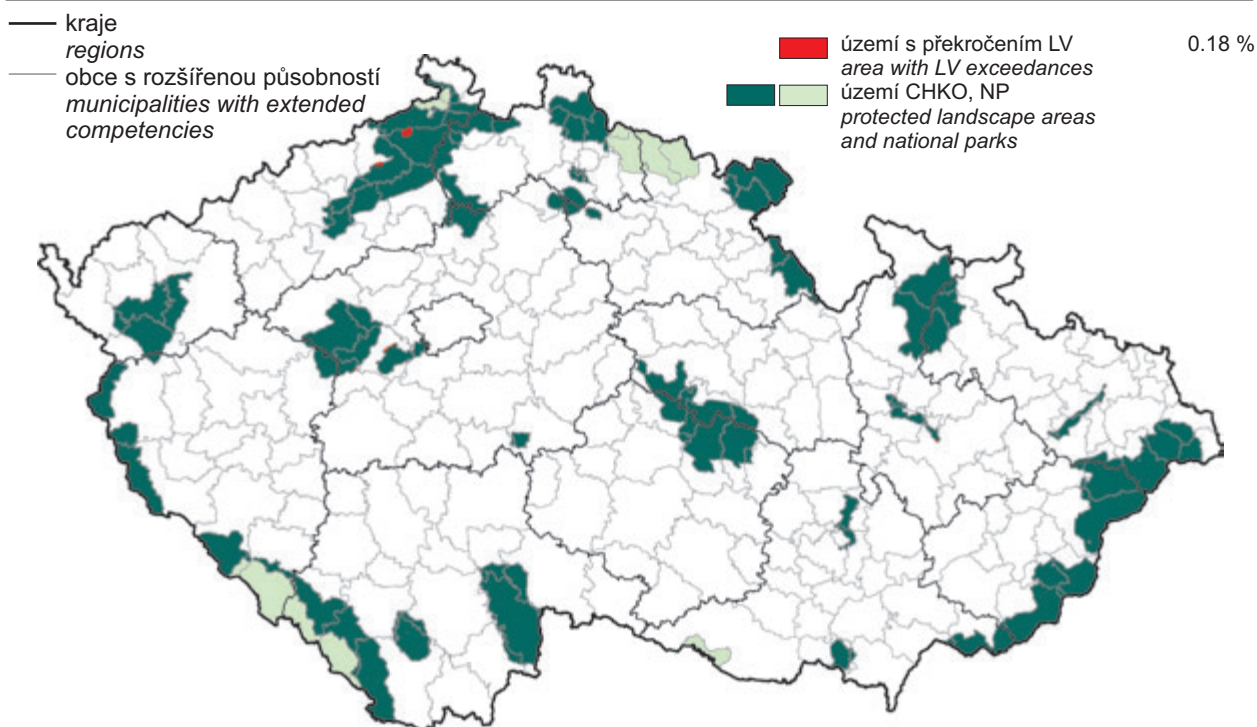 kraje
regions
obce s rozšířenou působností
municipalities with extended
competencies
území s překročením LV 0.18 %
area with LV exceedances
území CHKO, NP
protected landscape areas
and national parks